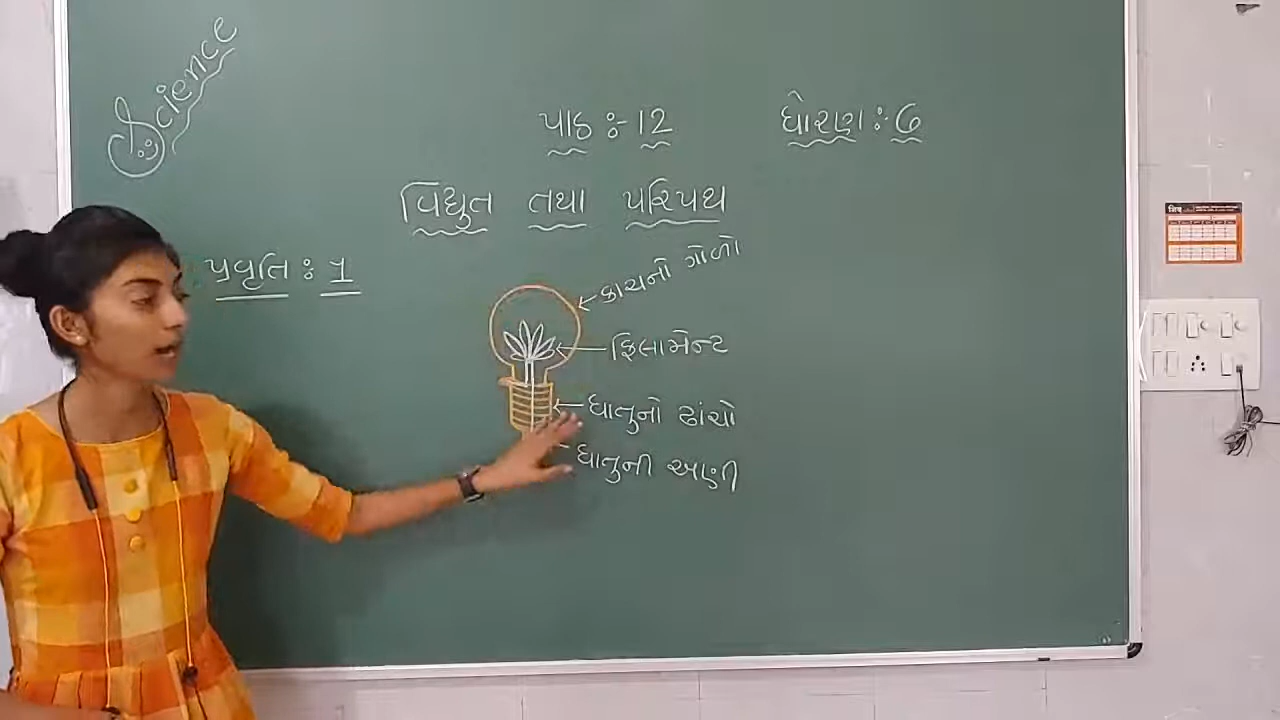 Science
પાઠ :- 12
ધોરણ :- 6
વિદ્યુત તથા પરિપથ
પ્રવૃતિ : 1
કાચનો ગોળો
ફિલામેન્ટ
ધાતુનો ઢાંચો
ધાતુની અણી